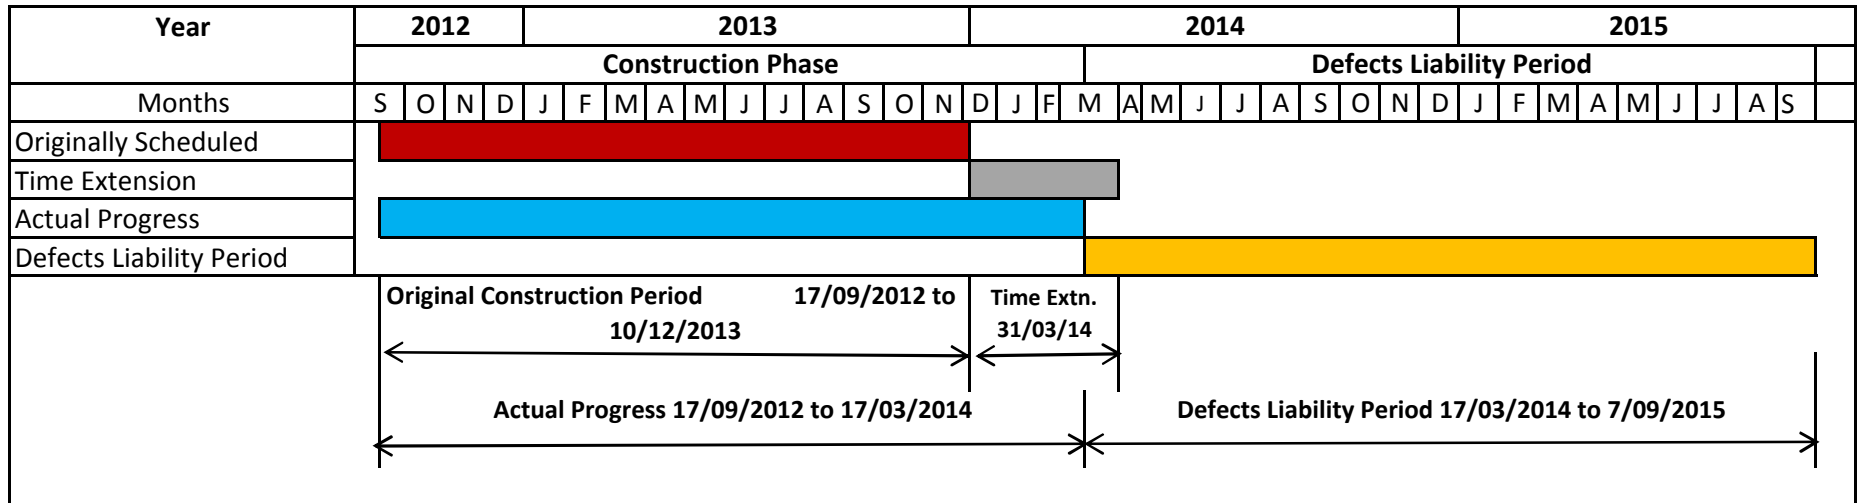 Year 2012 2013 2014 2015
Construction Phase Defects Liability Period
Months S O N D J F M A M J J A S O N D J F M A M J J A S O N D J F M A M J J A S
Originally Scheduled
Time Extension
Actual Progress
Defects Liability Period
Original Construction Period 17/09/2012 to
10/12/2013
Time Extn.
31/03/14
Actual Progress 17/09/2012 to 17/03/2014
Defects Liability Period 17/03/2014 to 7/09/2015